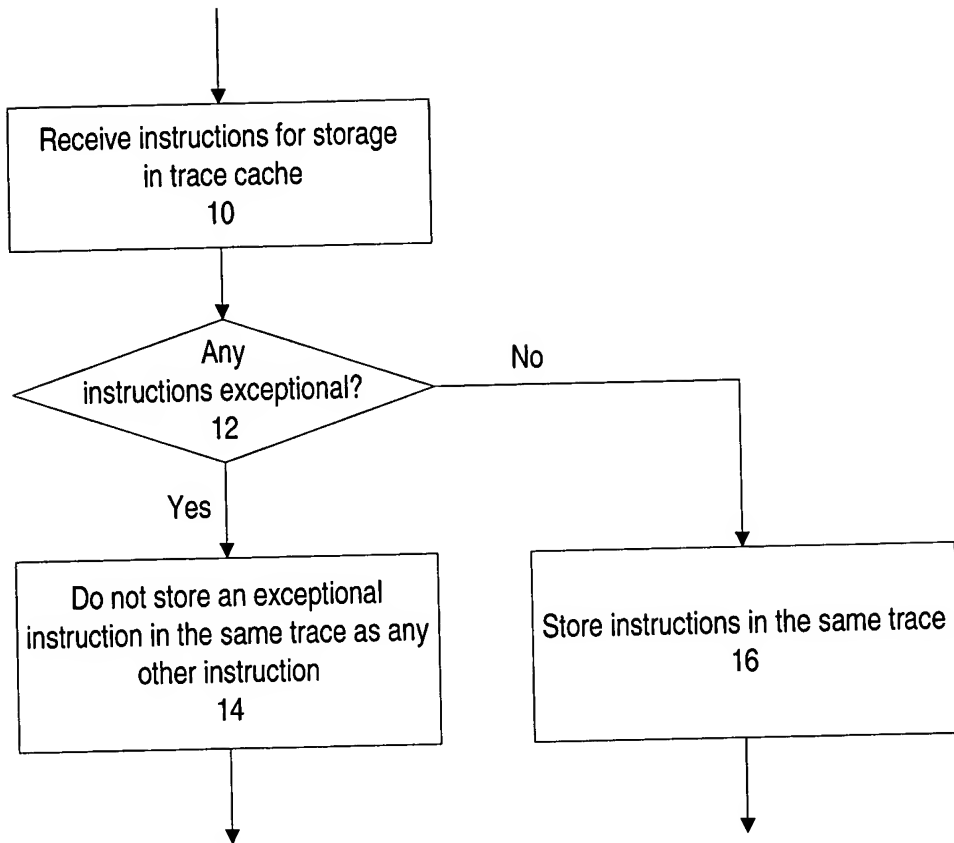 Receive instructions for storage
in trace cache
10
Any
instructions exceptional?
12
No
Yes
Do not store an exceptional
instruction in the same trace as any
other instruction
14
Store instructions in the same trace
16